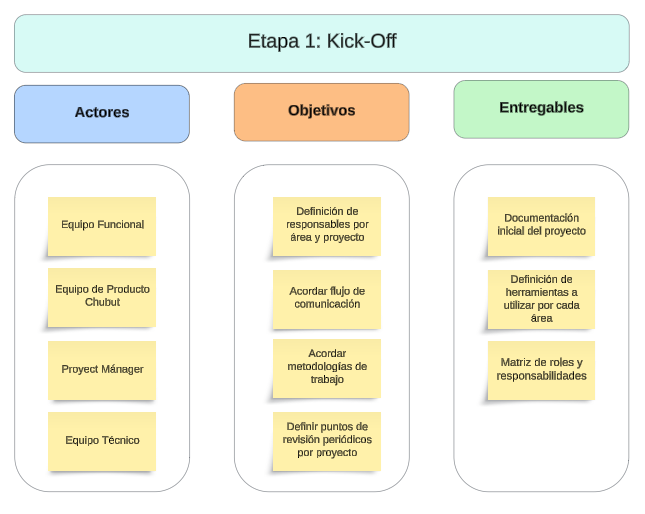 Etapa 1: Kick-Off
Actores
Objetivos
Entregables
Equipo Funcional
Equipo de Producto
Chubut
Proyect Mánager
Equipo Técnico
Definición de
responsables por
área y proyecto
Acordar flujo de
comunicación
Acordar
metodologías de
trabajo
Definir puntos de
revisión periódicos
por proyecto
Documentación
inicial del proyecto
Definición de
herramientas a
utilizar por cada
área
Matriz de roles y
responsabilidades